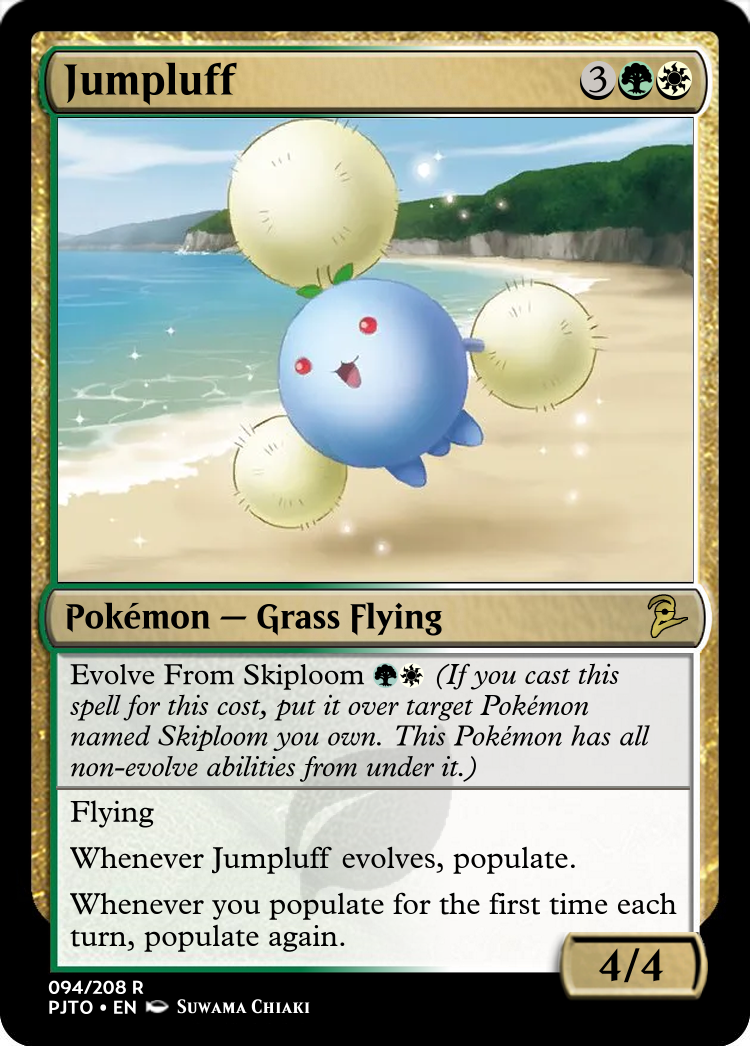 Jumpluff 3
Pokémon — Grass Flying
Evolve From Skiploom (If you cast this
spell for this cost, put it over target Pokémon
named Skiploom you own. This Pokémon has all
non-evolve abilities from under it.)
Flying
Whenever Jumpluff evolves, populate.
Whenever you populate for the first time each
turn, populate again.
4/4
094/208 R
PJTO • EN Suwama Chiaki